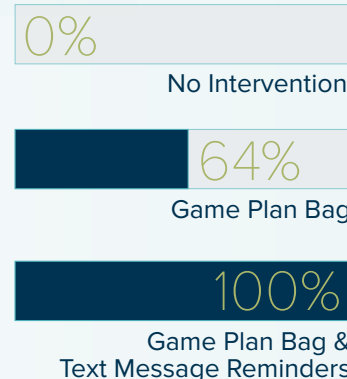 0%
No Intervention
64%
Game Plan Bag
100%
Game Plan Bag &
Text Message Reminders